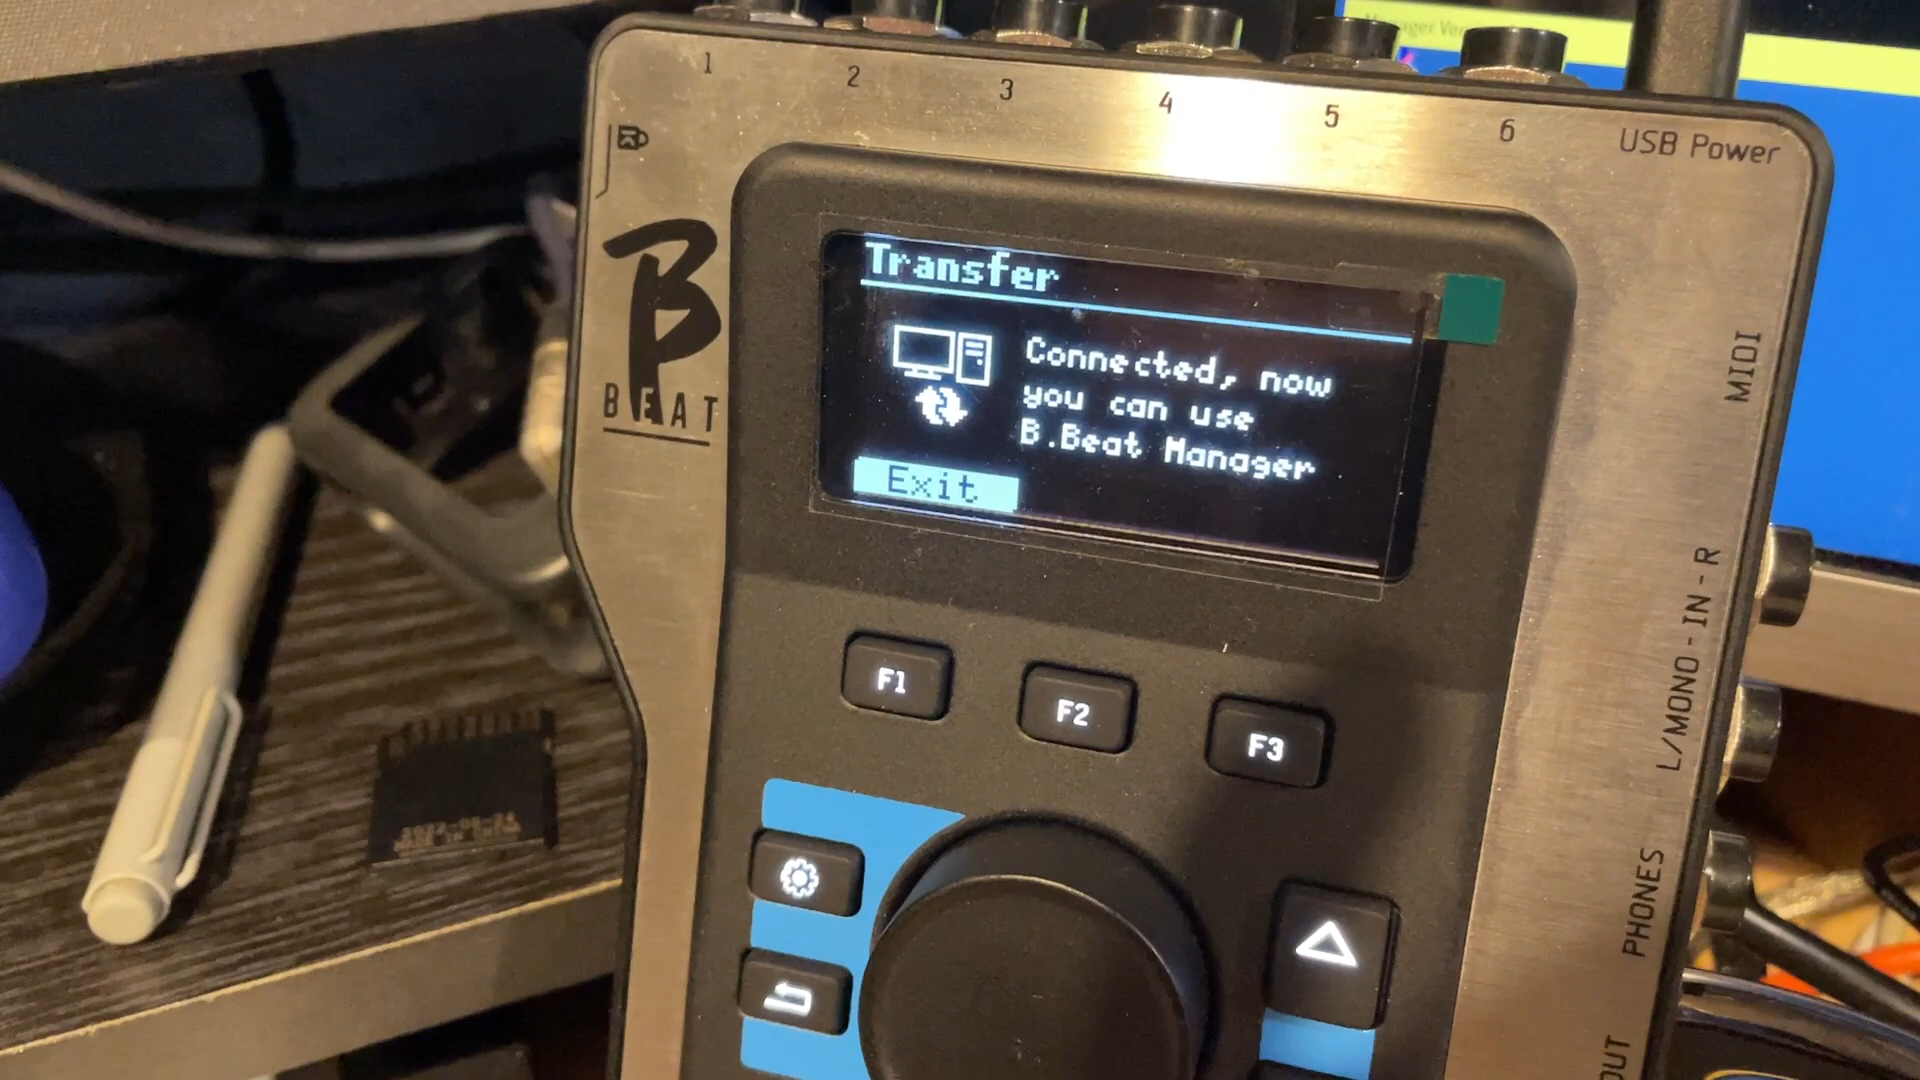 1 2 3 4 5 6
USB Power
B
BEAT
Transfer
Connected, now
you can use
B.Beat Manager
Exit
F1 F2 F3
MIDI
L/MONO - IN - R
PHONES
OUT